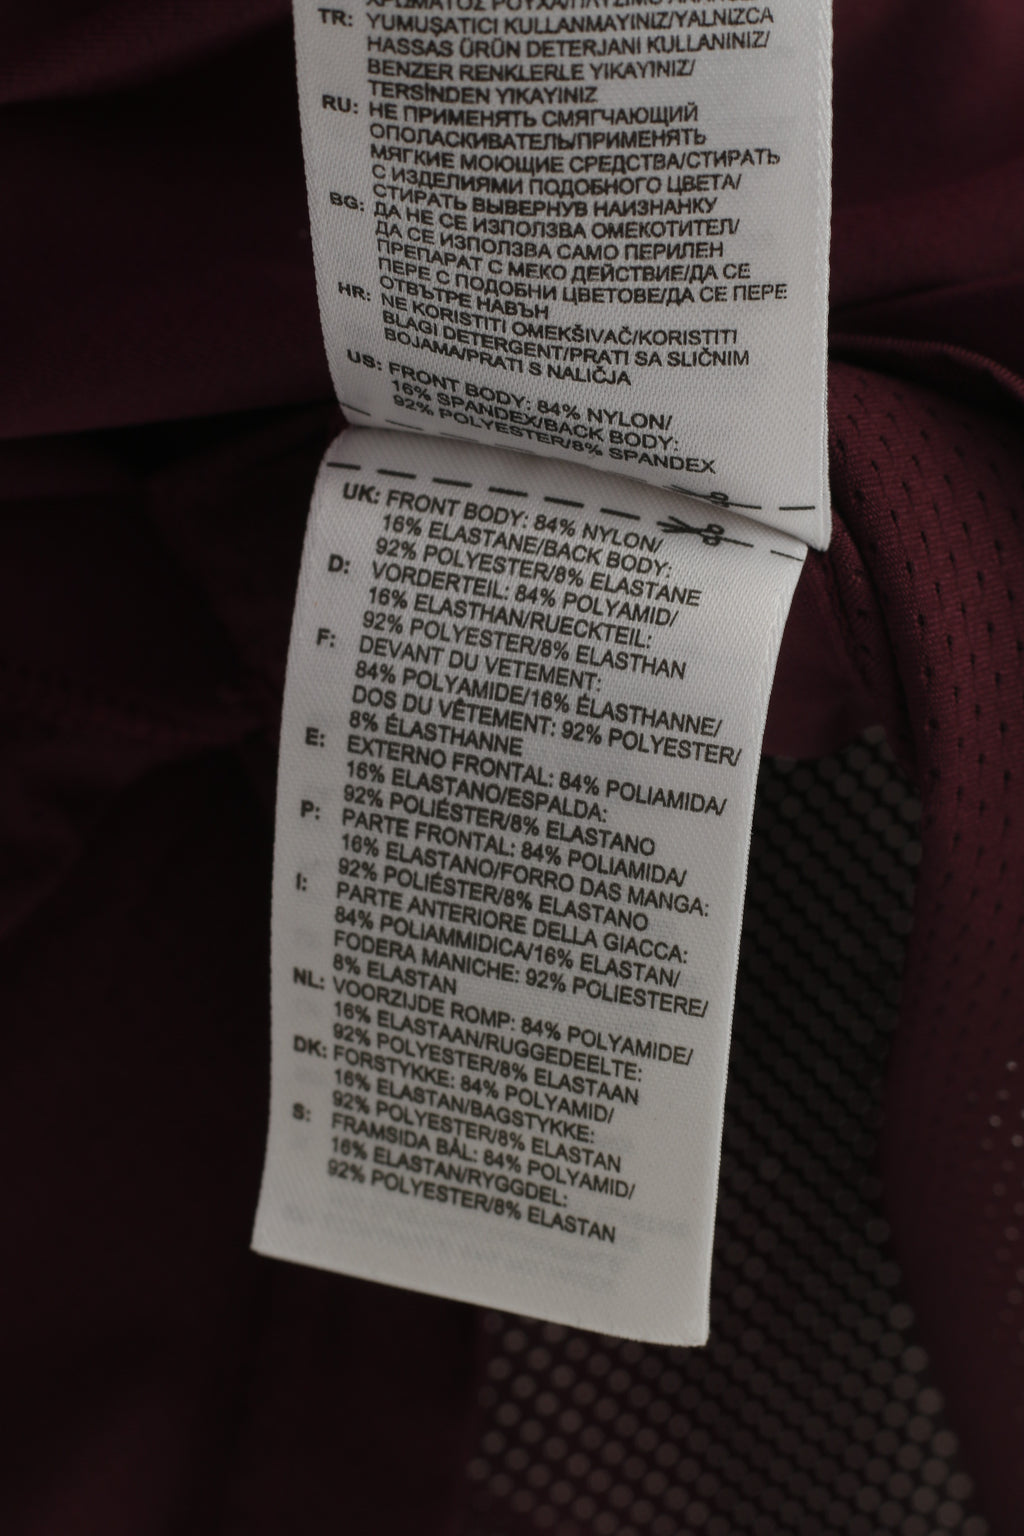 TR: YUMUŞATICI KULLANMAYINIZ/YALNIZCA
HASSAS ÜRÜN DETERJANI KULLANINIZ/
BENZER RENKLERLE YIKAYINIZ/
TERSİNDEN YIKAYINIZ
RU: НЕ ПРИМЕНЯТЬ СМЯГЧАЮЩИЙ
ОПОЛАСКИВАТЕЛЬ/ПРИМЕНЯТЬ
МЯГКИЕ МОЮЩИЕ СРЕДСТВА/СТИРАТЬ
С ИЗДЕЛИЯМИ ПОДОБНОГО ЦВЕТА/
СТИРАТЬ ВЫВЕРНУВ НАИЗНАНКУ
BG: ДА НЕ СЕ ИЗПОЛЗВА ОМЕКОТИТЕЛ/
ДА СЕ ИЗПОЛЗВА САМО ПЕРИЛЕН
ПРЕПАРАТ С МЕКО ДЕЙСТВИЕ/ДА СЕ
ПЕРЕ С ПОДОБНИ ЦВЕТОВЕ/ДА СЕ ПЕРЕ
ОТВЪТРЕ НАВЪН
HR: NE KORISTITI OMEKŠIVAČ/KORISTITI
BLAGI DETERGENT/PRATI SA SLIČNIM
BOJAMA/PRATI S NALIČJA
US: FRONT BODY: 84% NYLON/
16% SPANDEX/BACK BODY:
92% POLYESTER/8% SPANDEX
UK: FRONT BODY: 84% NYLON/
16% ELASTANE/BACK BODY:
92% POLYESTER/8% ELASTANE
D: VORDERTEIL: 84% POLYAMID/
16% ELASTHAN/RUECKTEIL:
92% POLYESTER/8% ELASTHAN
F: DEVANT DU VETEMENT:
84% POLYAMIDE/16% ÉLASTHANNE/
DOS DU VÊTEMENT: 92% POLYESTER/
8% ÉLASTHANNE
E: EXTERNO FRONTAL: 84% POLIAMIDA/
16% ELASTANO/ESPALDA:
92% POLIÉSTER/8% ELASTANO
P: PARTE FRONTAL: 84% POLIAMIDA/
16% ELASTANO/FORRO DAS MANGA:
92% POLIÉSTER/8% ELASTANO
I: PARTE ANTERIORE DELLA GIACCA:
84% POLIAMMIDICA/16% ELASTAN/
FODERA MANICHE: 92% POLIESTERE/
8% ELASTAN
NL: VOORZIJDE ROMP: 84% POLYAMIDE/
16% ELASTAAN/RUGGEDEELTE:
92% POLYESTER/8% ELASTAAN
DK: FORSTYKKE: 84% POLYAMID/
16% ELASTAN/BAGSTYKKE:
92% POLYESTER/8% ELASTAN
S: FRAMSIDA BÅL: 84% POLYAMID/
16% ELASTAN/RYGGDEL:
92% POLYESTER/8% ELASTAN